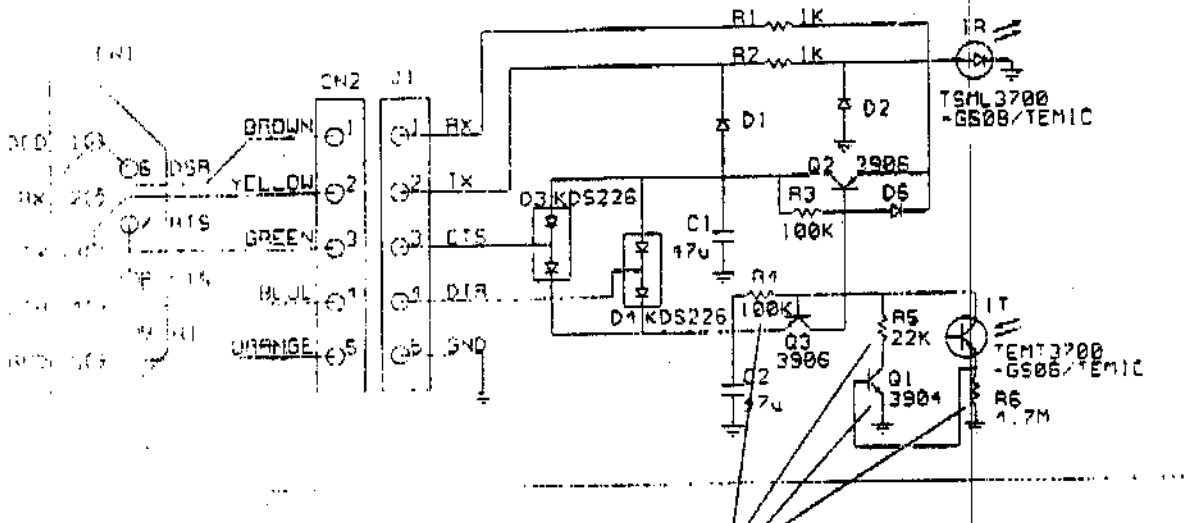 R1 1K
IR
R2 1K
CN2 J1
TSML3700
-GS08/TEMIC
BROWN 1 1 RX
D1
D2
6 DSR
YELLOW 2 2 TX
Q2 3906
D3 KDS226
R3
D6
100K
RTS
GREEN 3 3 CTS
C1
47u
4 4 DTR
R4
100K
D4 KDS226
IT
R5
22K
Q3
3906
TEMT3700
-GS08/TEMIC
ORANGE 5 5 GND
C2
47u
Q1
3904
R6
4.7M